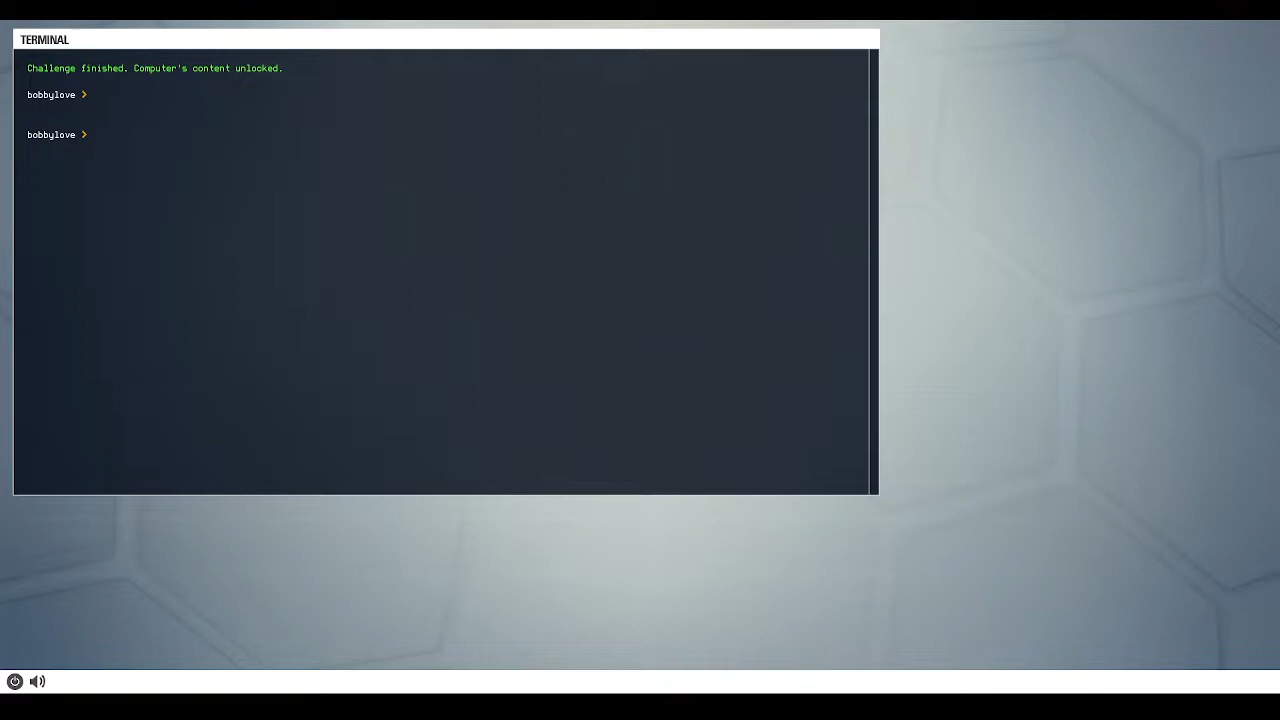 TERMINAL
Challenge finished. Computer's content unlocked.
bobbylove >
bobbylove >